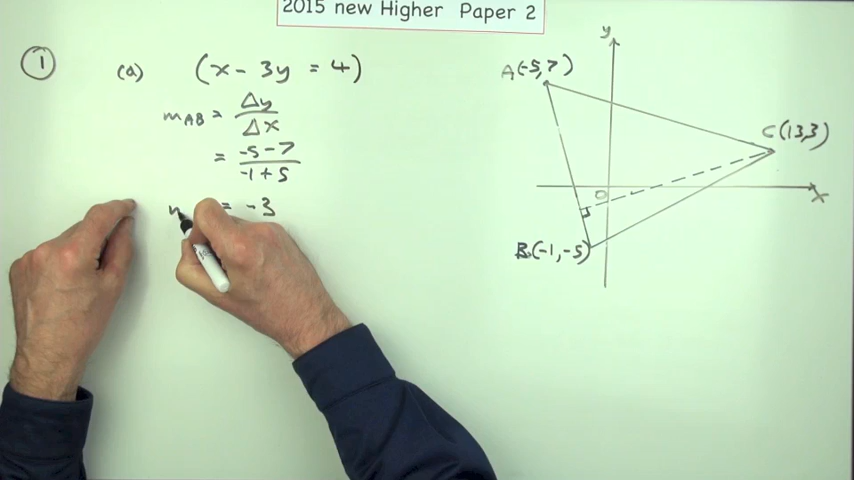 2015 new Higher Paper 2
1
(a) (x - 3y = 4)
mAB = Δy/Δx
= -5-7/-1+5
= -3
y
A(-5,7)
C(13,3)
O
x
B(-1,-5)